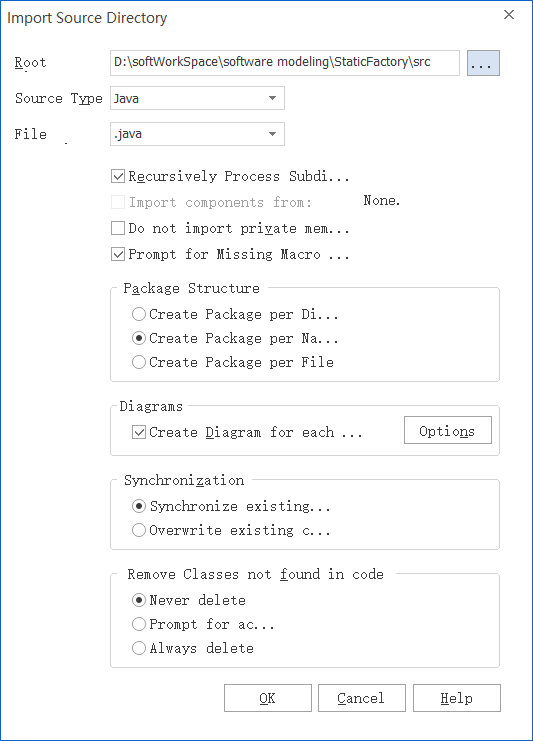 Import Source Directory
Root D:\softWorkSpace\software modeling\StaticFactory\src ...
Source Type Java
File .java
Recursively Process Subdi...
Import components from: None.
Do not import private mem...
Prompt for Missing Macro ...
Package Structure
Create Package per Di...
Create Package per Na...
Create Package per File
Diagrams
Create Diagram for each ... Options
Synchronization
Synchronize existing...
Overwrite existing c...
Remove Classes not found in code
Never delete
Prompt for ac...
Always delete
OK Cancel Help